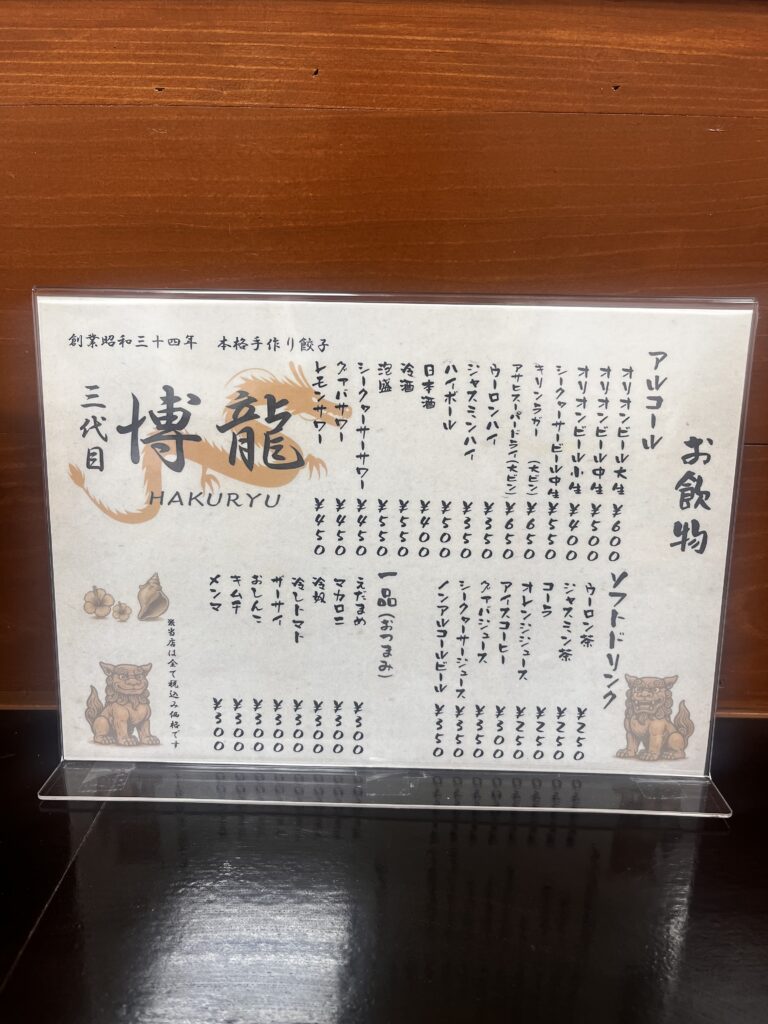 お飲物
アルコール
オリオンビール大生 ¥600
オリオンビール中生 ¥500
オリオンビール小生 ¥400
シークァーサービール中生 ¥550
キリンラガー (大ビン) ¥650
アサヒスーパードライ(大ビン) ¥650
ウーロンハイ ¥350
ジャスミンハイ ¥350
ハイボール ¥500
日本酒 ¥400
冷酒 ¥550
泡盛 ¥550
シークァーサーサワー ¥450
グァバサワー ¥450
レモンサワー ¥450
ソフトドリンク
ウーロン茶 ¥250
ジャスミン茶 ¥250
コーラ ¥250
オレンジジュース ¥250
アイスコーヒー ¥300
グァバジュース ¥350
シークァーサージュース ¥350
ノンアルコールビール ¥350
一品(おつまみ)
えだまめ ¥300
マカロニ ¥300
冷奴 ¥300
冷しトマト ¥300
ザーサイ ¥300
おしんこ ¥300
キムチ ¥300
メンマ ¥300
※当店は全て税込み価格です
創業昭和三十四年 本格手作り餃子
三代目
博龍
HAKURYU